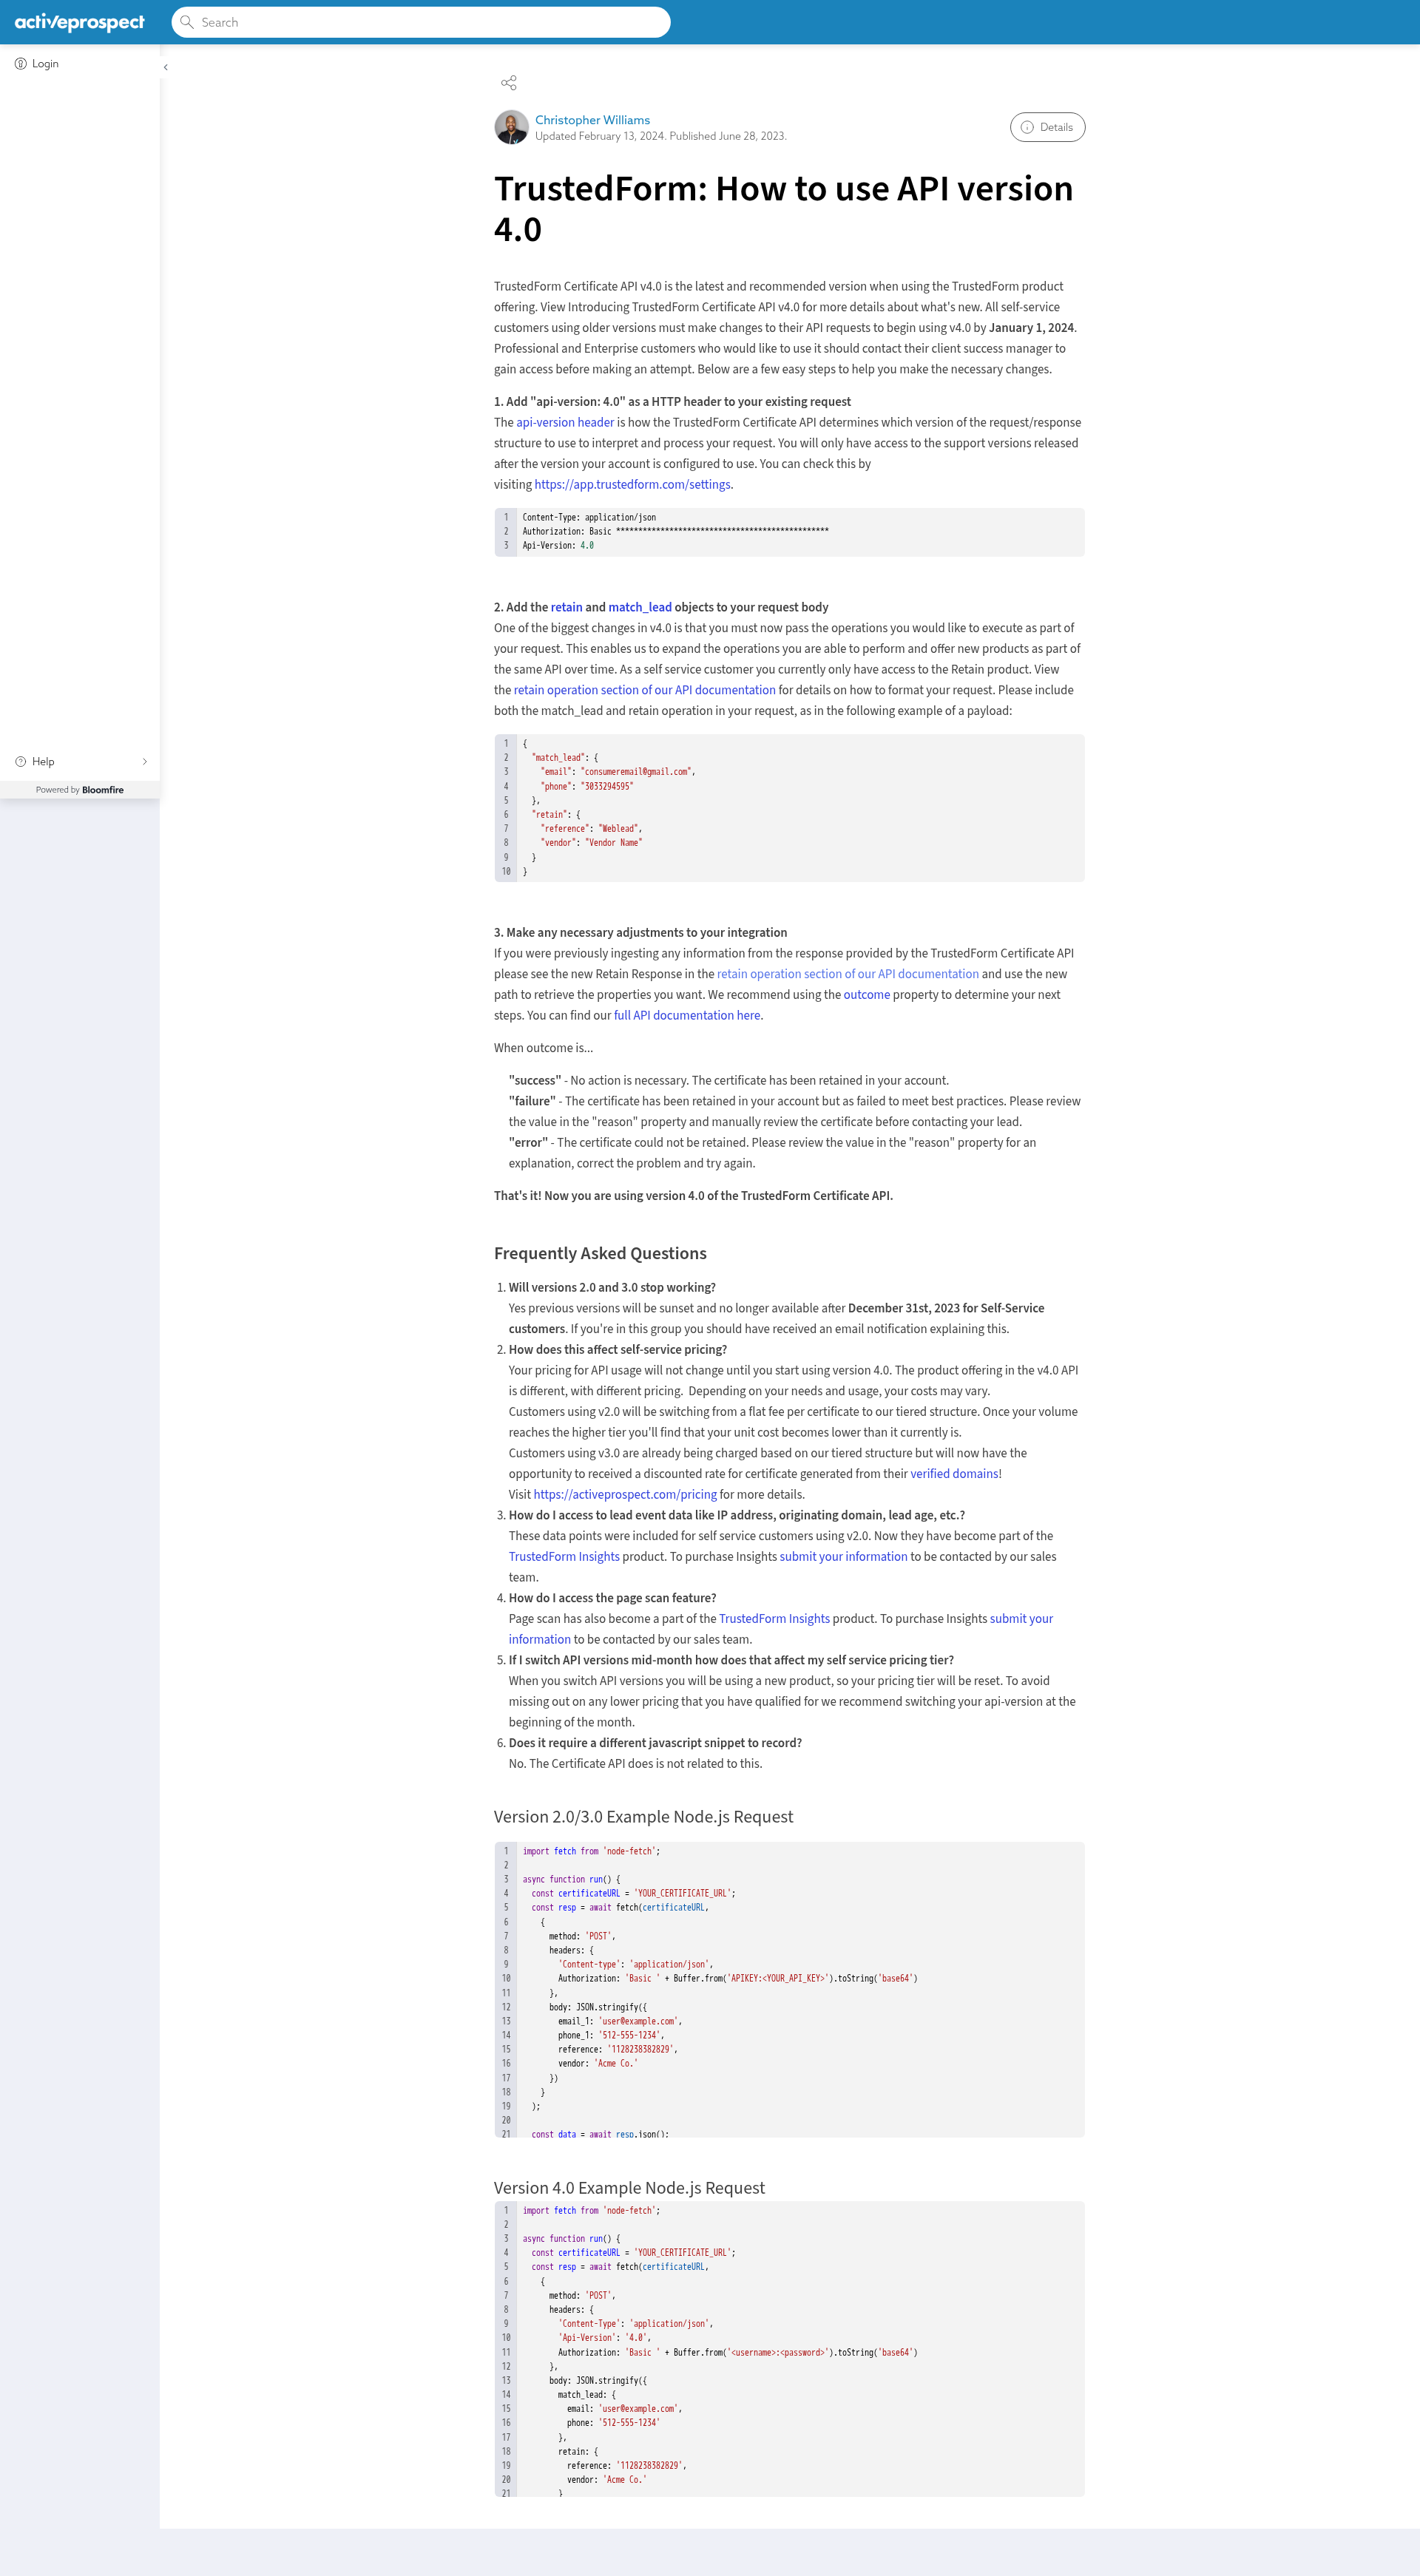 activeprospect
Search
Login
Christopher Williams
Updated February 13, 2024. Published June 28, 2023.
Details
TrustedForm: How to use API version
4.0
TrustedForm Certificate API v4.0 is the latest and recommended version when using the TrustedForm product
offering. View Introducing TrustedForm Certificate API v4.0 for more details about what's new. All self-service
customers using older versions must make changes to their API requests to begin using v4.0 by January 1, 2024.
Professional and Enterprise customers who would like to use it should contact their client success manager to
gain access before making an attempt. Below are a few easy steps to help you make the necessary changes.
1. Add "api-version: 4.0" as a HTTP header to your existing request
The api-version header is how the TrustedForm Certificate API determines which version of the request/response
structure to use to interpret and process your request. You will only have access to the support versions released
after the version your account is configured to use. You can check this by
visiting https://app.trustedform.com/settings.
1 Content-Type: application/json
2 Authorization: Basic ************************************************
3 Api-Version: 4.0
2. Add the retain and match_lead objects to your request body
One of the biggest changes in v4.0 is that you must now pass the operations you would like to execute as part of
your request. This enables us to expand the operations you are able to perform and offer new products as part of
the same API over time. As a self service customer you currently only have access to the Retain product. View
the retain operation section of our API documentation for details on how to format your request. Please include
both the match_lead and retain operation in your request, as in the following example of a payload:
1 {
2 "match_lead": {
3 "email": "consumeremail@gmail.com",
4 "phone": "3033294595"
5 },
6 "retain": {
7 "reference": "Weblead",
8 "vendor": "Vendor Name"
9 }
10 }
Help
Powered by Bloomfire
3. Make any necessary adjustments to your integration
If you were previously ingesting any information from the response provided by the TrustedForm Certificate API
please see the new Retain Response in the retain operation section of our API documentation and use the new
path to retrieve the properties you want. We recommend using the outcome property to determine your next
steps. You can find our full API documentation here.
When outcome is...
"success" - No action is necessary. The certificate has been retained in your account.
"failure" - The certificate has been retained in your account but as failed to meet best practices. Please review
the value in the "reason" property and manually review the certificate before contacting your lead.
"error" - The certificate could not be retained. Please review the value in the "reason" property for an
explanation, correct the problem and try again.
That's it! Now you are using version 4.0 of the TrustedForm Certificate API.
Frequently Asked Questions
1. Will versions 2.0 and 3.0 stop working?
Yes previous versions will be sunset and no longer available after December 31st, 2023 for Self-Service
customers. If you're in this group you should have received an email notification explaining this.
2. How does this affect self-service pricing?
Your pricing for API usage will not change until you start using version 4.0. The product offering in the v4.0 API
is different, with different pricing.  Depending on your needs and usage, your costs may vary.
Customers using v2.0 will be switching from a flat fee per certificate to our tiered structure. Once your volume
reaches the higher tier you'll find that your unit cost becomes lower than it currently is.
Customers using v3.0 are already being charged based on our tiered structure but will now have the
opportunity to received a discounted rate for certificate generated from their verified domains!
Visit https://activeprospect.com/pricing for more details.
3. How do I access to lead event data like IP address, originating domain, lead age, etc.?
These data points were included for self service customers using v2.0. Now they have become part of the
TrustedForm Insights product. To purchase Insights submit your information to be contacted by our sales
team.
4. How do I access the page scan feature?
Page scan has also become a part of the TrustedForm Insights product. To purchase Insights submit your
information to be contacted by our sales team.
5. If I switch API versions mid-month how does that affect my self service pricing tier?
When you switch API versions you will be using a new product, so your pricing tier will be reset. To avoid
missing out on any lower pricing that you have qualified for we recommend switching your api-version at the
beginning of the month.
6. Does it require a different javascript snippet to record?
No. The Certificate API does is not related to this.
Version 2.0/3.0 Example Node.js Request
1 import fetch from 'node-fetch';
2
3 async function run() {
4 const certificateURL = 'YOUR_CERTIFICATE_URL';
5 const resp = await fetch(certificateURL,
6 {
7 method: 'POST',
8 headers: {
9 'Content-type': 'application/json',
10 Authorization: 'Basic ' + Buffer.from('APIKEY:<YOUR_API_KEY>').toString('base64')
11 },
12 body: JSON.stringify({
13 email_1: 'user@example.com',
14 phone_1: '512-555-1234',
15 reference: '1128238382829',
16 vendor: 'Acme Co.'
17 })
18 }
19 );
20
21 const data = await resp.json();
Version 4.0 Example Node.js Request
1 import fetch from 'node-fetch';
2
3 async function run() {
4 const certificateURL = 'YOUR_CERTIFICATE_URL';
5 const resp = await fetch(certificateURL,
6 {
7 method: 'POST',
8 headers: {
9 'Content-Type': 'application/json',
10 'Api-Version': '4.0',
11 Authorization: 'Basic ' + Buffer.from('<username>:<password>').toString('base64')
12 },
13 body: JSON.stringify({
14 match_lead: {
15 email: 'user@example.com',
16 phone: '512-555-1234'
17 },
18 retain: {
19 reference: '1128238382829',
20 vendor: 'Acme Co.'
21 }